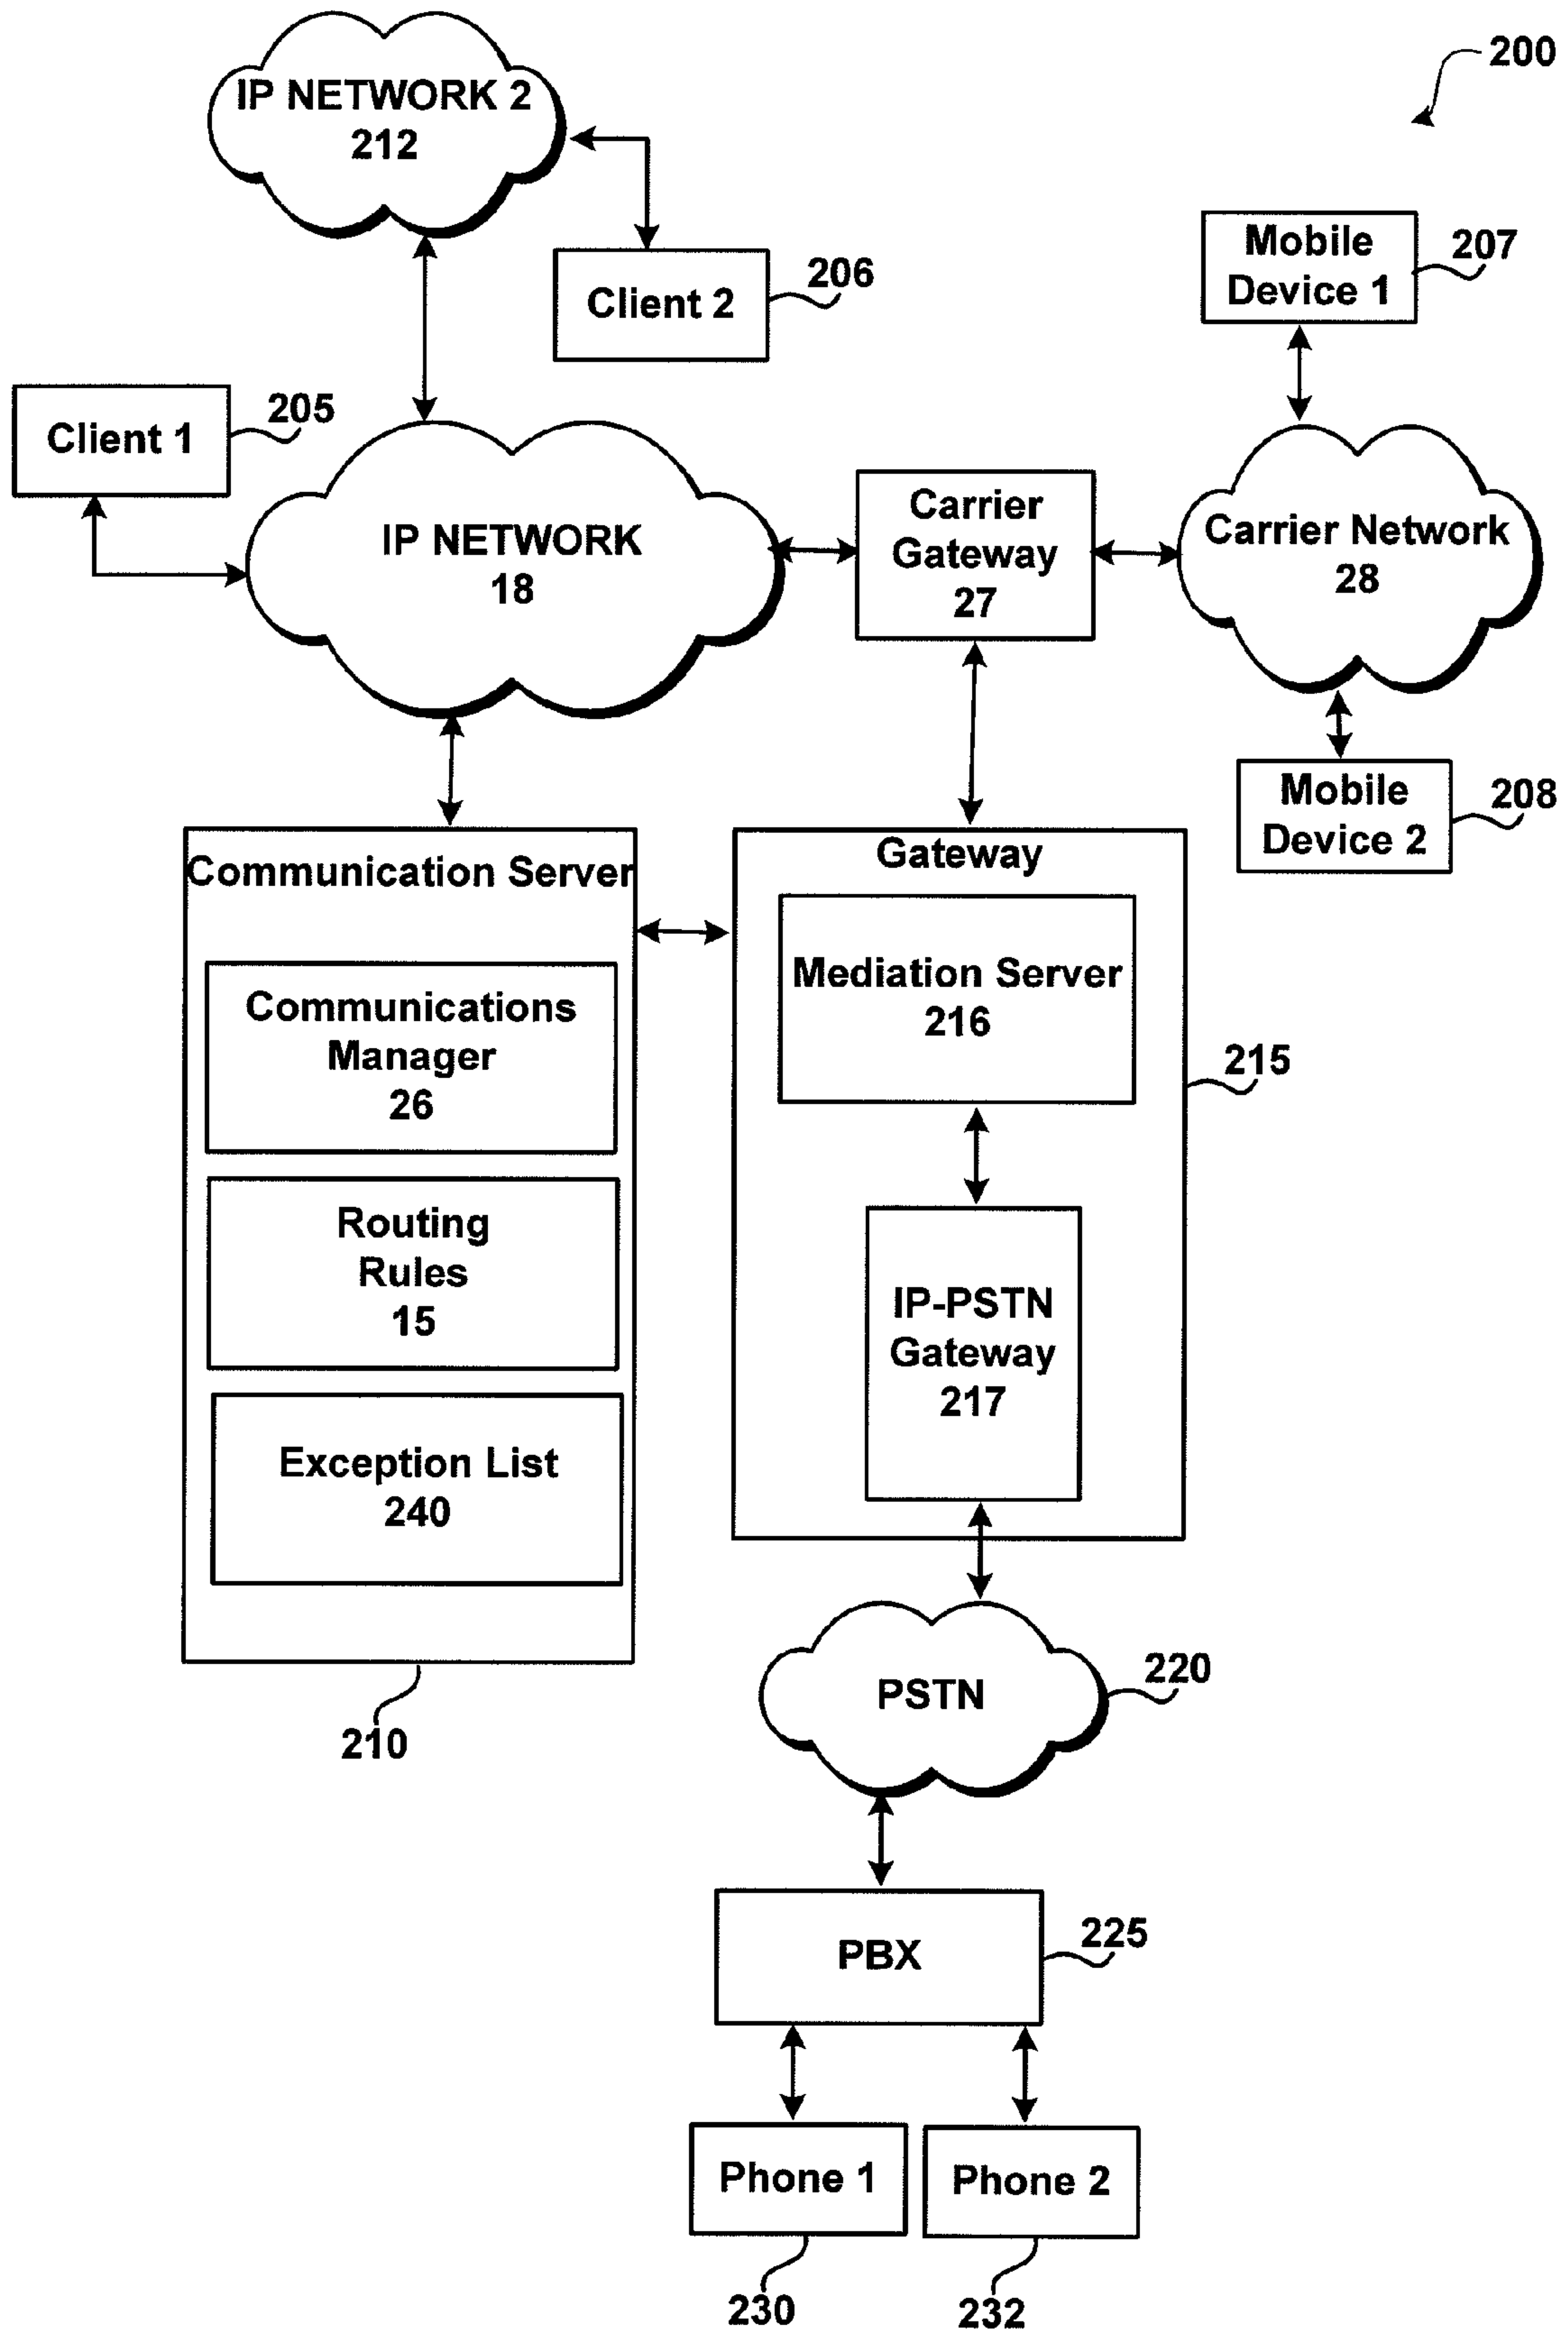 200
IP NETWORK 2
212
Mobile
Device 1
207
206
Client 2
205
Client 1
IP NETWORK
18
Carrier
Gateway
27
Carrier Network
28
Mobile
Device 2
208
Communication Server
Communications
Manager
26
Routing
Rules
15
Exception List
240
210
Gateway
Mediation Server
216
215
IP-PSTN
Gateway
217
PSTN
220
PBX
225
Phone 1
Phone 2
230
232